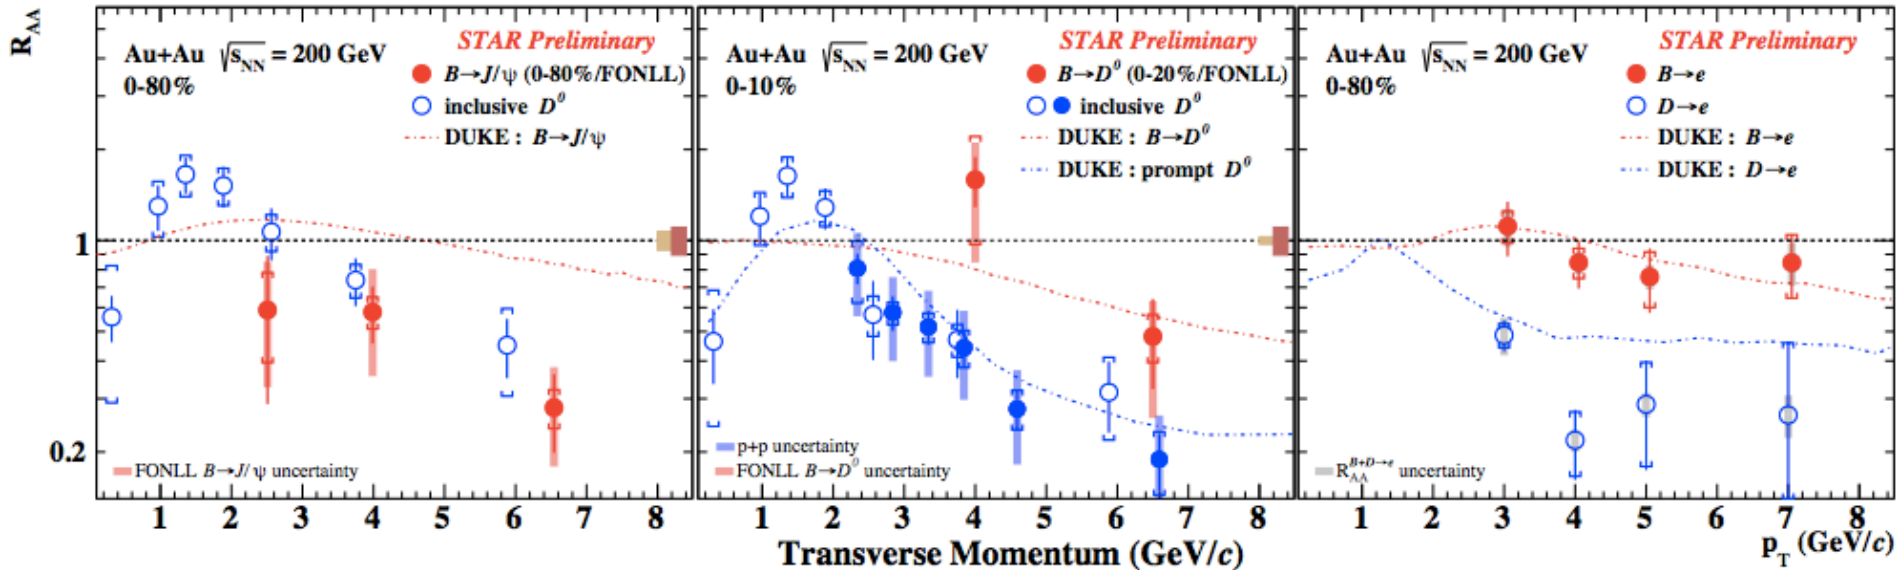 R_AA
Au+Au √s_NN = 200 GeV
0-80%
STAR Preliminary
B→J/ψ (0-80%/FONLL)
inclusive D⁰
DUKE : B→J/ψ
FONLL B→J/ψ uncertainty
1
0.2
1 2 3 4 5 6 7 8
Au+Au √s_NN = 200 GeV
0-10%
STAR Preliminary
B→D⁰ (0-20%/FONLL)
inclusive D⁰
DUKE : B→D⁰
DUKE : prompt D⁰
p+p uncertainty
FONLL B→D⁰ uncertainty
1 2 3 4 5 6 7 8
Transverse Momentum (GeV/c)
Au+Au √s_NN = 200 GeV
0-80%
STAR Preliminary
B→e
D→e
DUKE : B→e
DUKE : D→e
R_AA^B+D→e uncertainty
1 2 3 4 5 6 7 8
p_T (GeV/c)